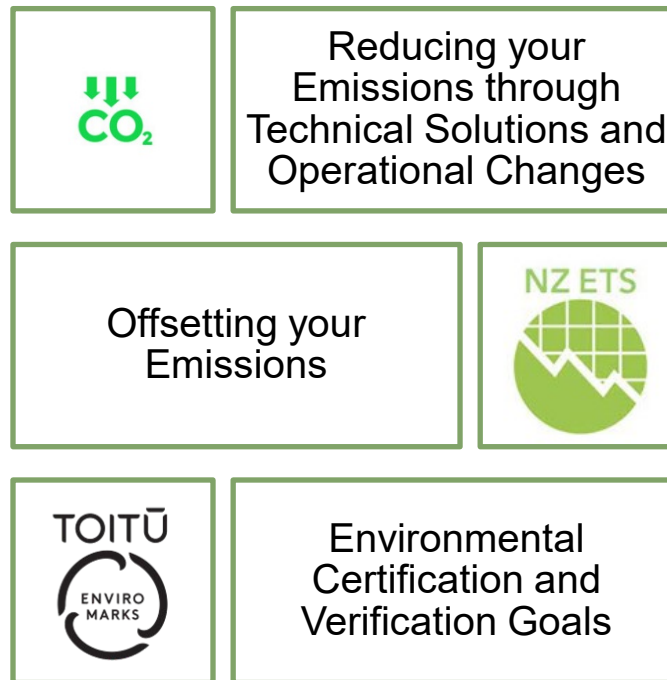 CO₂
Reducing your
Emissions through
Technical Solutions and
Operational Changes
Offsetting your
Emissions
NZ ETS
TOITŪ
ENVIRO
MARKS
Environmental
Certification and
Verification Goals